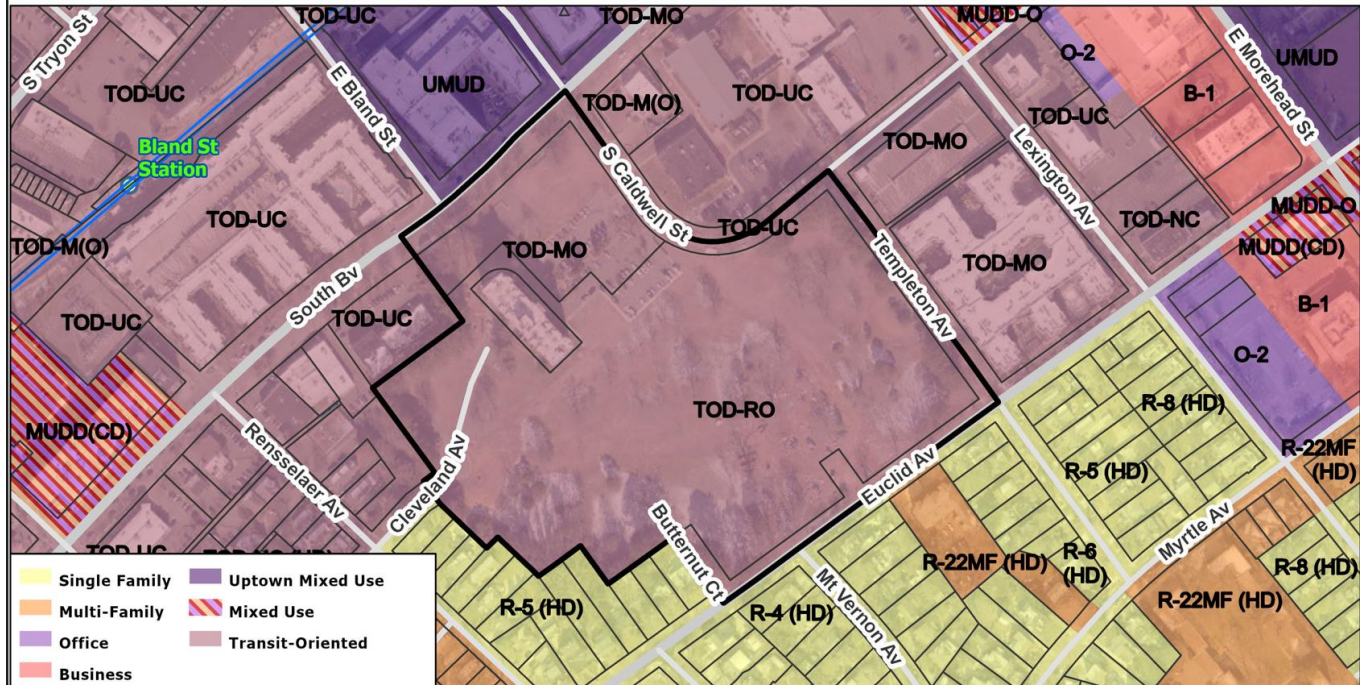 TOD-UC
TOD-MO
MUDD-O
S Tryon St
O-2
E Morehead St
UMUD
TOD-UC
UMUD
TOD-M(O)
TOD-UC
B-1
E Bland St
TOD-UC
Bland St
Station
S Caldwell St
TOD-MO
Lexington Av
MUDD-O
TOD-UC
TOD-UC
TOD-NC
TOD-M(O)
TOD-MO
MUDD(CD)
Templeton Av
TOD-MO
South Bv
TOD-UC
TOD-UC
B-1
O-2
TOD-RO
R-8 (HD)
MUDD(CD)
Rensselaer Av
Cleveland Av
Euclid Av
R-5 (HD)
R-22MF
(HD)
Butternut Ct
Myrtle Av
TOD-UC
R-22MF (HD)
R-6
(HD)
R-8 (HD)
R-5 (HD)
R-4 (HD)
Mt Vernon Av
R-22MF (HD)
Single Family
Multi-Family
Office
Business
Uptown Mixed Use
Mixed Use
Transit-Oriented